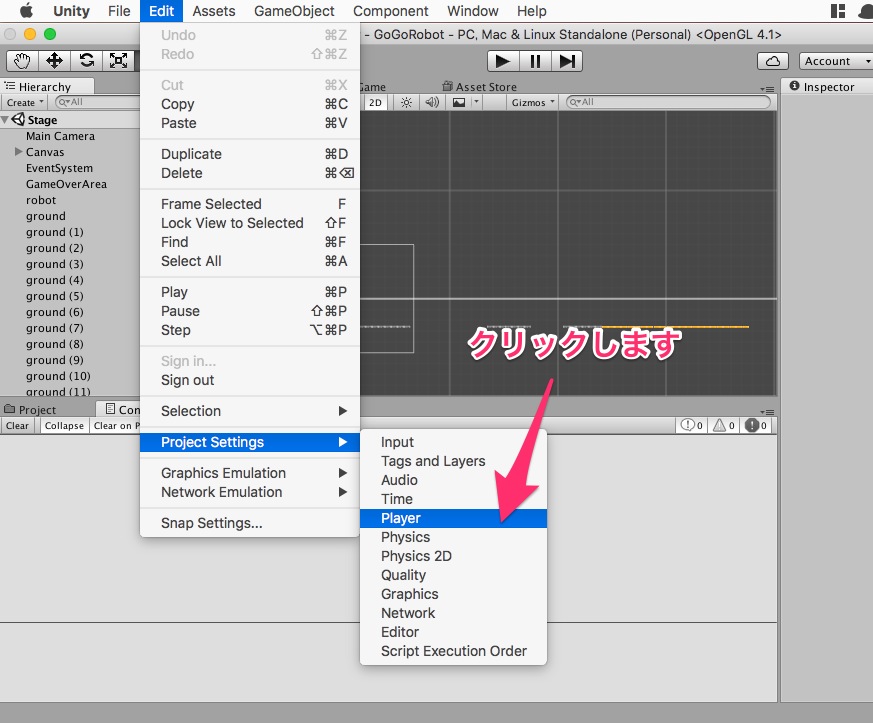 Unity File Edit Assets GameObject Component Window Help
- GoGoRobot - PC, Mac & Linux Standalone (Personal) <OpenGL 4.1>
Account
Hierarchy
Create All
Stage
Main Camera
Canvas
EventSystem
GameOverArea
robot
ground
ground (1)
ground (2)
ground (3)
ground (4)
ground (5)
ground (6)
ground (7)
ground (8)
ground (9)
ground (10)
ground (11)
Undo ⌘Z
Redo ⇧⌘Z
Cut ⌘X
Copy ⌘C
Paste ⌘V
Duplicate ⌘D
Delete ⌘⌫
Frame Selected F
Lock View to Selected ⇧F
Find ⌘F
Select All ⌘A
Play ⌘P
Pause ⇧⌘P
Step ⌥⌘P
Sign in...
Sign out
Selection
Project Settings
Graphics Emulation
Network Emulation
Snap Settings...
Input
Tags and Layers
Audio
Time
Player
Physics
Physics 2D
Quality
Graphics
Network
Editor
Script Execution Order
Game Asset Store
2D Gizmos All
クリックします
Inspector
Project Con
Clear Collapse Clear on P
0 0 0